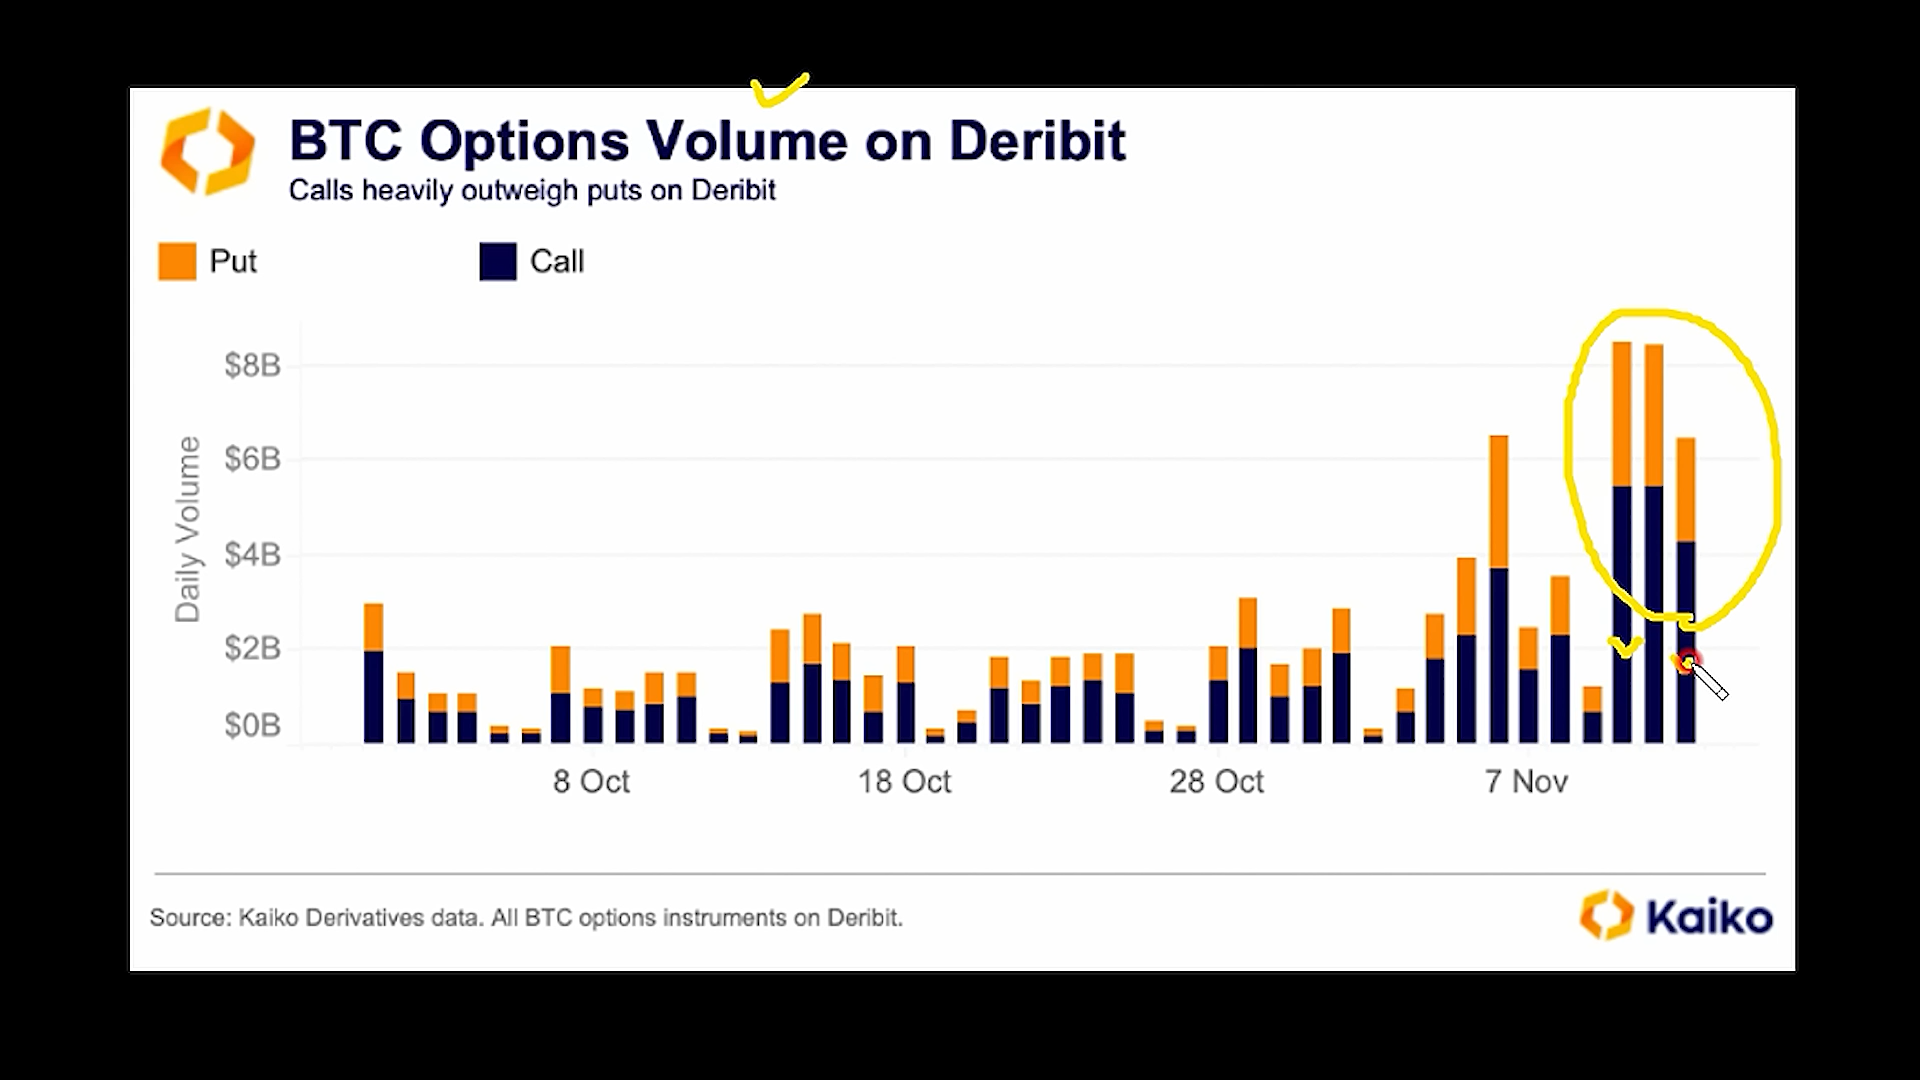 BTC Options Volume on Deribit
Calls heavily outweigh puts on Deribit
Put Call
Daily Volume
$8B
$6B
$4B
$2B
$0B
8 Oct 18 Oct 28 Oct 7 Nov
Source: Kaiko Derivatives data. All BTC options instruments on Deribit.
Kaiko